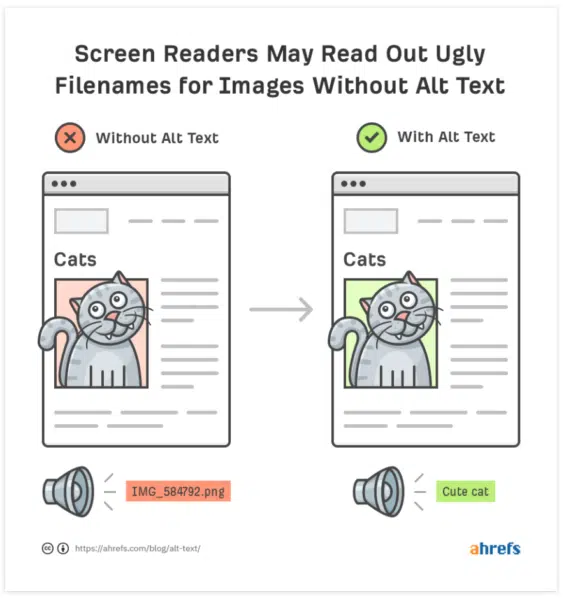 Screen Readers May Read Out Ugly
Filenames for Images Without Alt Text
Without Alt Text
With Alt Text
Cats
Cats
IMG_584792.png
Cute cat
https://ahrefs.com/blog/alt-text/
ahrefs